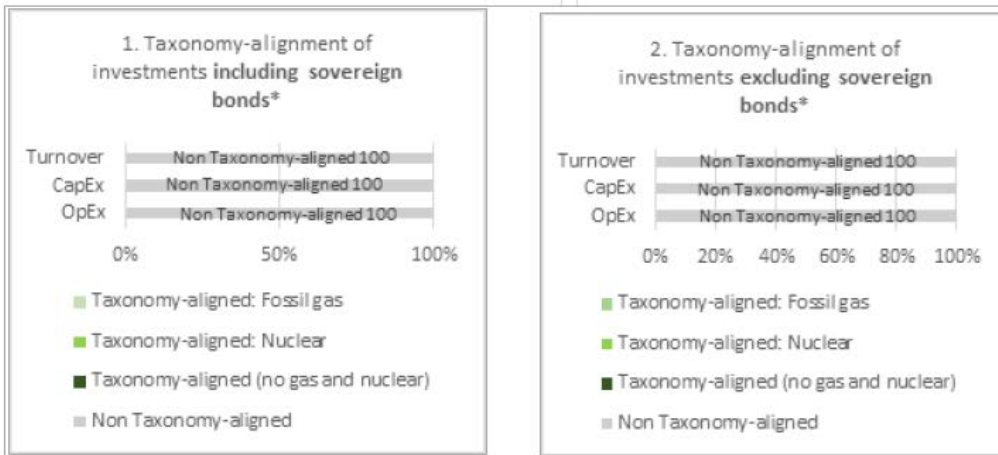 1. Taxonomy-alignment of
investments including sovereign
bonds*
Turnover
Non Taxonomy-aligned 100
CapEx
Non Taxonomy-aligned 100
OpEx
Non Taxonomy-aligned 100
0% 50% 100%
Taxonomy-aligned: Fossil gas
Taxonomy-aligned: Nuclear
Taxonomy-aligned (no gas and nuclear)
Non Taxonomy-aligned
2. Taxonomy-alignment of
investments excluding sovereign
bonds*
Turnover
Non Taxonomy-aligned 100
CapEx
Non Taxonomy-aligned 100
OpEx
Non Taxonomy-aligned 100
0% 20% 40% 60% 80% 100%
Taxonomy-aligned: Fossil gas
Taxonomy-aligned: Nuclear
Taxonomy-aligned (no gas and nuclear)
Non Taxonomy-aligned